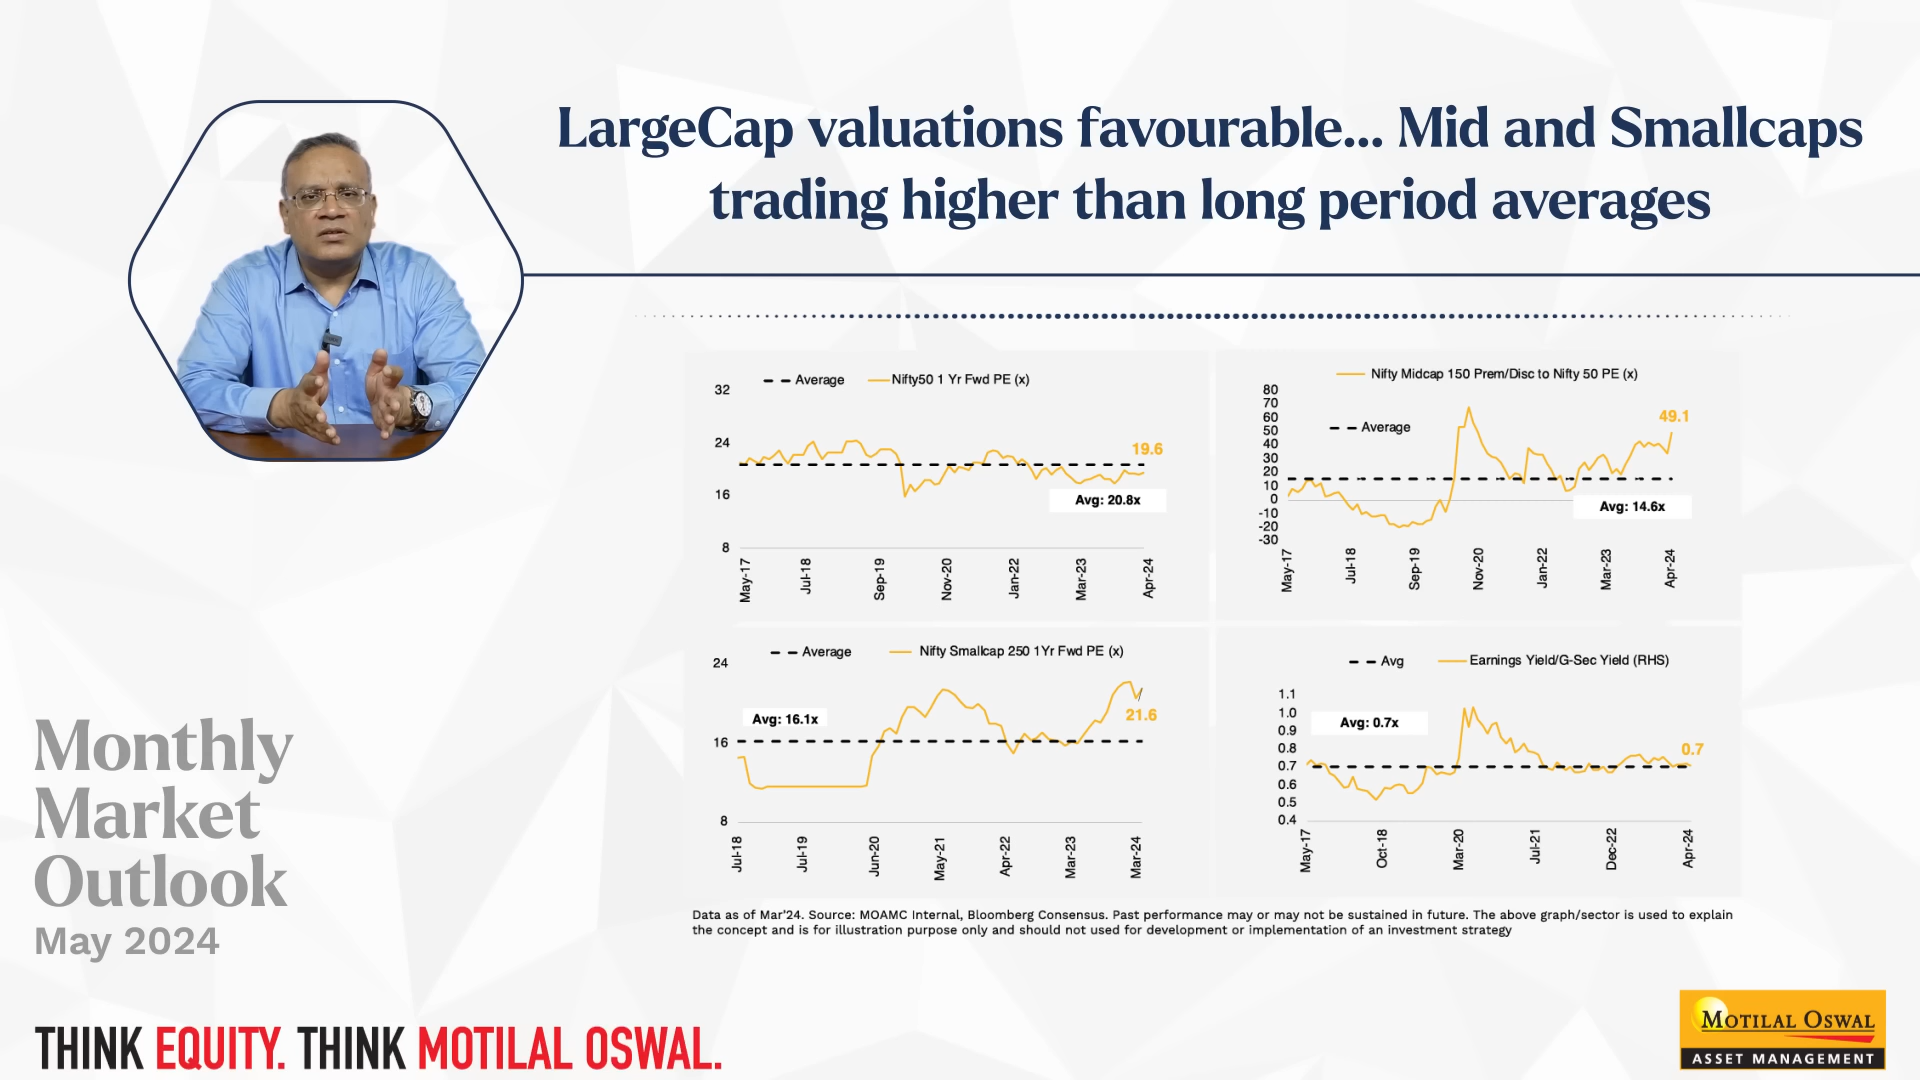 LargeCap valuations favourable... Mid and Smallcaps
trading higher than long period averages
Average
Nifty50 1 Yr Fwd PE (x)
32
24
16
8
19.6
Avg: 20.8x
May-17
Jul-18
Sep-19
Nov-20
Jan-22
Mar-23
Apr-24
Nifty Midcap 150 Prem/Disc to Nifty 50 PE (x)
Average
80
70
60
50
40
30
20
10
0
-10
-20
-30
49.1
Avg: 14.6x
May-17
Jul-18
Sep-19
Nov-20
Jan-22
Mar-23
Apr-24
Average
Nifty Smallcap 250 1Yr Fwd PE (x)
24
16
8
Avg: 16.1x
21.6
Jul-18
Jul-19
Jun-20
May-21
Apr-22
Mar-23
Mar-24
Avg
Earnings Yield/G-Sec Yield (RHS)
1.1
1.0
0.9
0.8
0.7
0.6
0.5
0.4
Avg: 0.7x
0.7
May-17
Oct-18
Mar-20
Jul-21
Dec-22
Apr-24
Data as of Mar'24. Source: MOAMC Internal, Bloomberg Consensus. Past performance may or may not be sustained in future. The above graph/sector is used to explain
the concept and is for illustration purpose only and should not used for development or implementation of an investment strategy
Monthly
Market
Outlook
May 2024
THINK EQUITY. THINK MOTILAL OSWAL.
MOTILAL OSWAL
ASSET MANAGEMENT